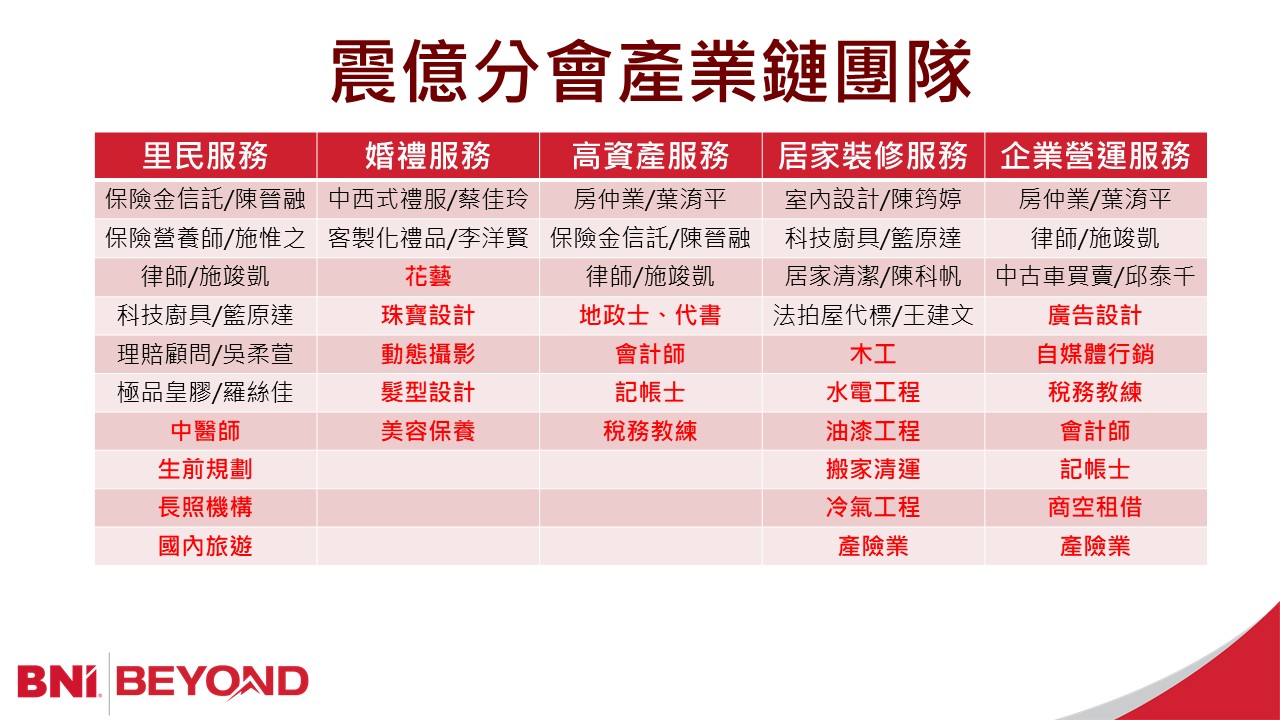 震億分會產業鏈團隊
里民服務 婚禮服務 高資產服務 居家裝修服務 企業營運服務
保險金信託/陳晉融 中西式禮服/蔡佳玲 房仲業/葉淯平 室內設計/陳筠婷 房仲業/葉淯平
保險營養師/施惟之 客製化禮品/李洋賢 保險金信託/陳晉融 科技廚具/籃原達 律師/施竣凱
律師/施竣凱 花藝 律師/施竣凱 居家清潔/陳科帆 中古車買賣/邱泰千
科技廚具/籃原達 珠寶設計 地政士、代書 法拍屋代標/王建文 廣告設計
理賠顧問/吳柔萱 動態攝影 會計師 木工 自媒體行銷
極品皇膠/羅絲佳 髮型設計 記帳士 水電工程 稅務教練
中醫師 美容保養 稅務教練 油漆工程 會計師
生前規劃 搬家清運 記帳士
長照機構 冷氣工程 商空租借
國內旅遊 產險業 產險業
BNI BEYOND